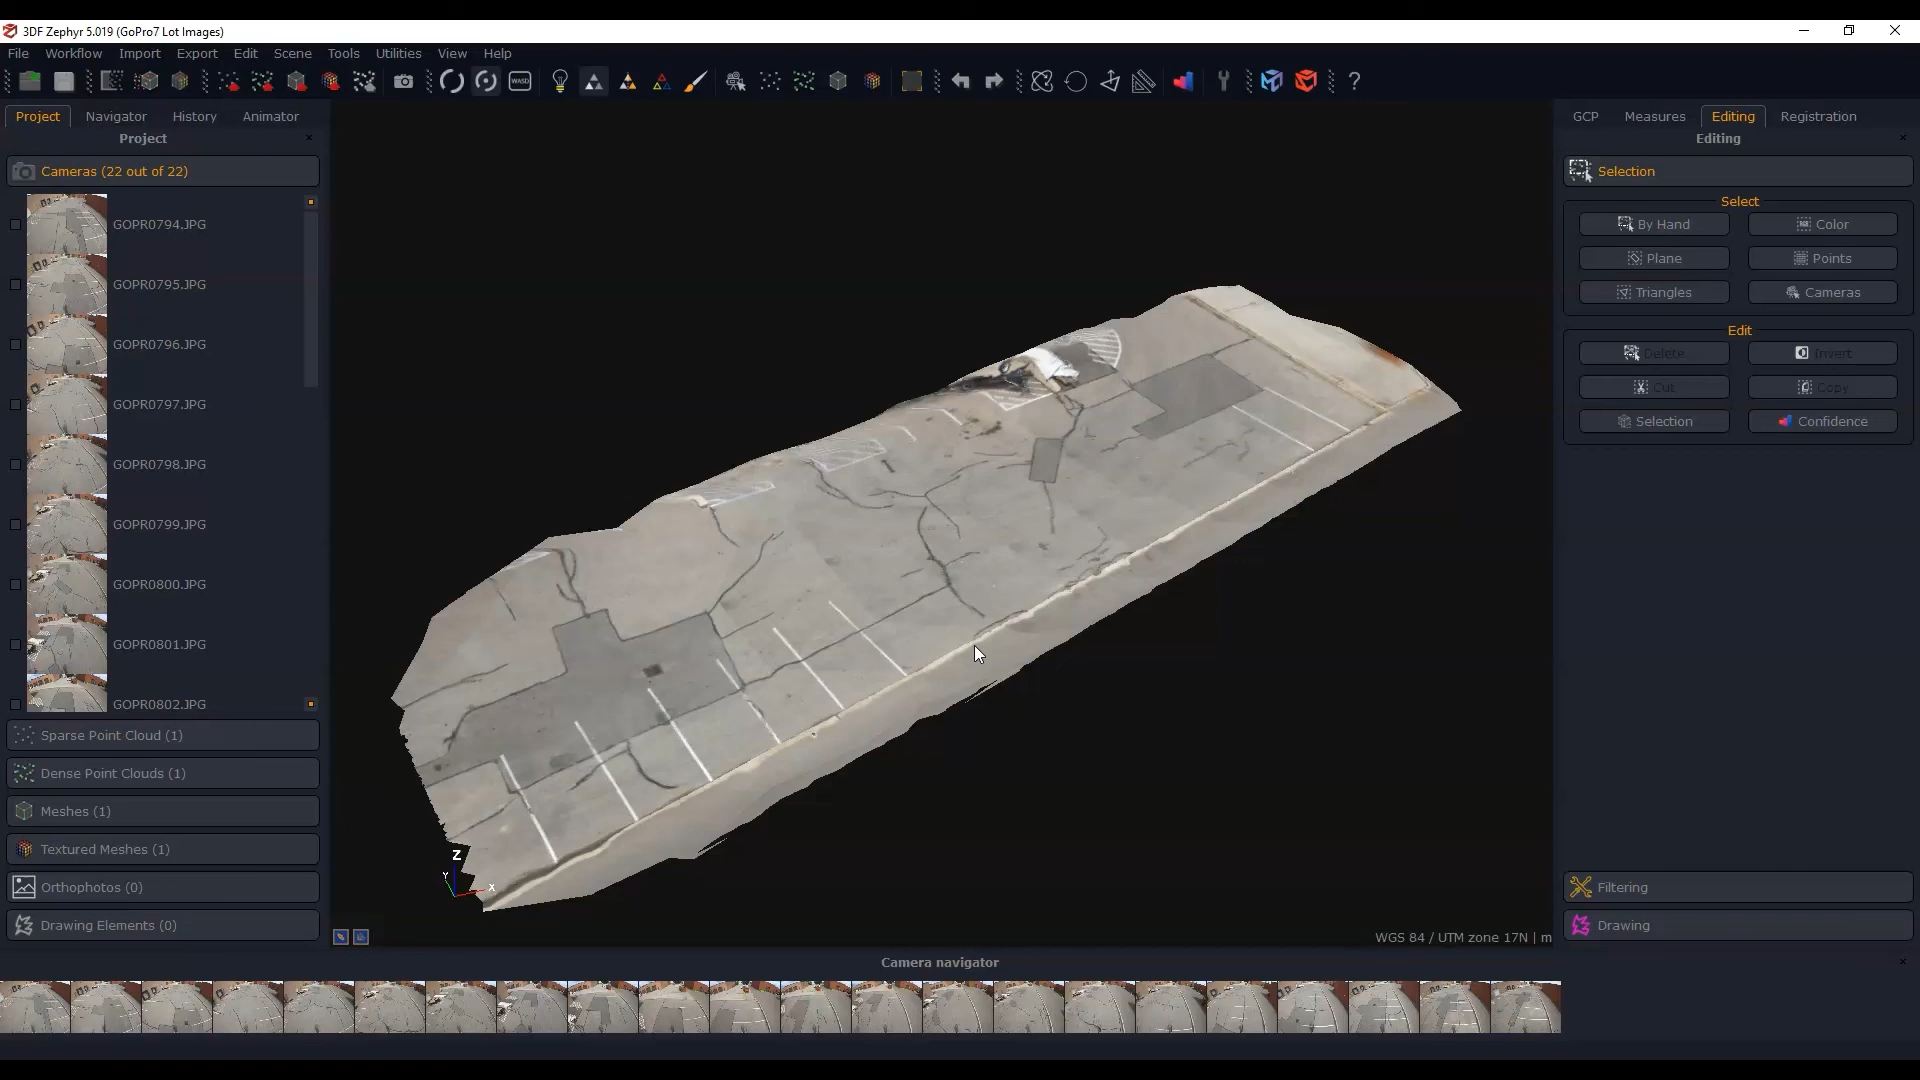 3DF Zephyr 5.019 (GoPro7 Lot Images)
File Workflow Import Export Edit Scene Tools Utilities View Help
WASD
Project Navigator History Animator
Project
Cameras (22 out of 22)
GOPR0794.JPG
GOPR0795.JPG
GOPR0796.JPG
GOPR0797.JPG
GOPR0798.JPG
GOPR0799.JPG
GOPR0800.JPG
GOPR0801.JPG
GOPR0802.JPG
Sparse Point Cloud (1)
Dense Point Clouds (1)
Meshes (1)
Textured Meshes (1)
Orthophotos (0)
Drawing Elements (0)
Z
Y
X
WGS 84 / UTM zone 17N | m
GCP Measures Editing Registration
Editing
Selection
Select
By Hand Color
Plane Points
Triangles Cameras
Edit
Delete Invert
Cut Copy
Selection Confidence
Filtering
Drawing
Camera navigator